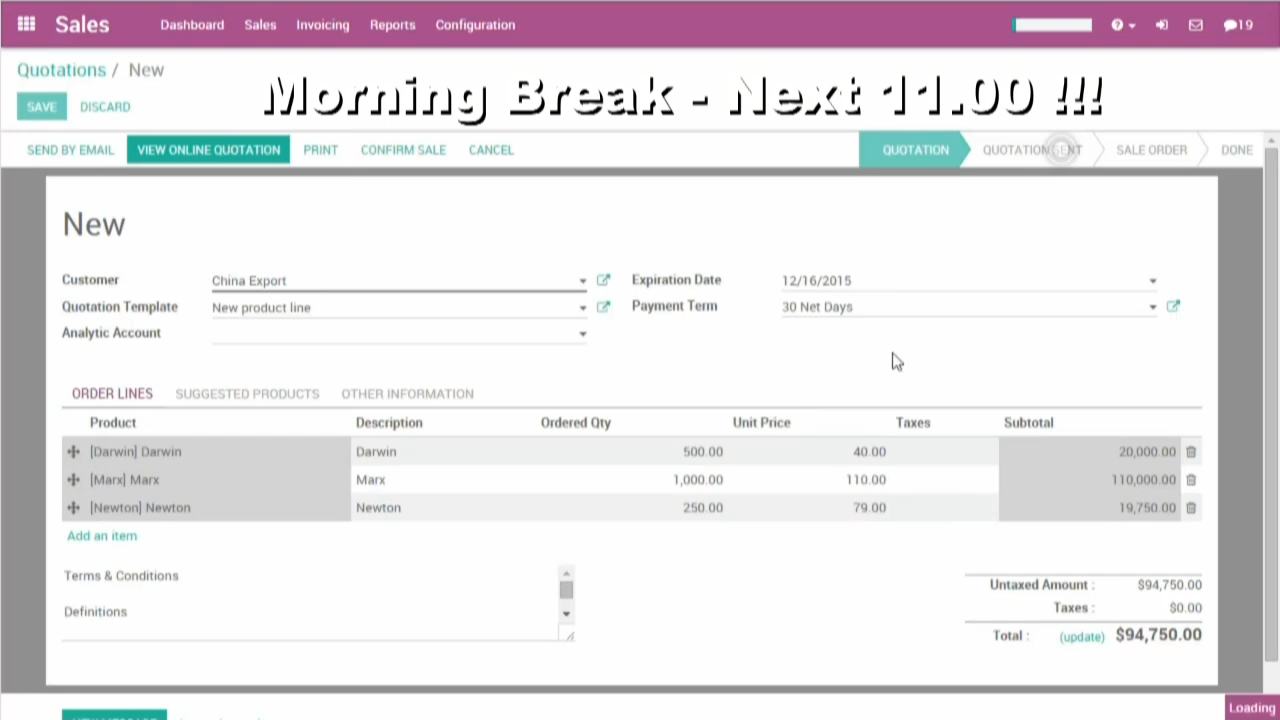 Sales Dashboard Sales Invoicing Reports Configuration 19
Quotations / New
Morning Break - Next 11.00 !!!
SAVE DISCARD
SEND BY EMAIL VIEW ONLINE QUOTATION PRINT CONFIRM SALE CANCEL QUOTATION QUOTATION SENT SALE ORDER DONE
New
Customer China Export Expiration Date 12/16/2015
Quotation Template New product line Payment Term 30 Net Days
Analytic Account
ORDER LINES SUGGESTED PRODUCTS OTHER INFORMATION
Product Description Ordered Qty Unit Price Taxes Subtotal
[Darwin] Darwin Darwin 500.00 40.00 20,000.00
[Marx] Marx Marx 1,000.00 110.00 110,000.00
[Newton] Newton Newton 250.00 79.00 19,750.00
Add an item
Terms & Conditions
Untaxed Amount : $94,750.00
Definitions
Taxes : $0.00
Total : (update) $94,750.00
Loading